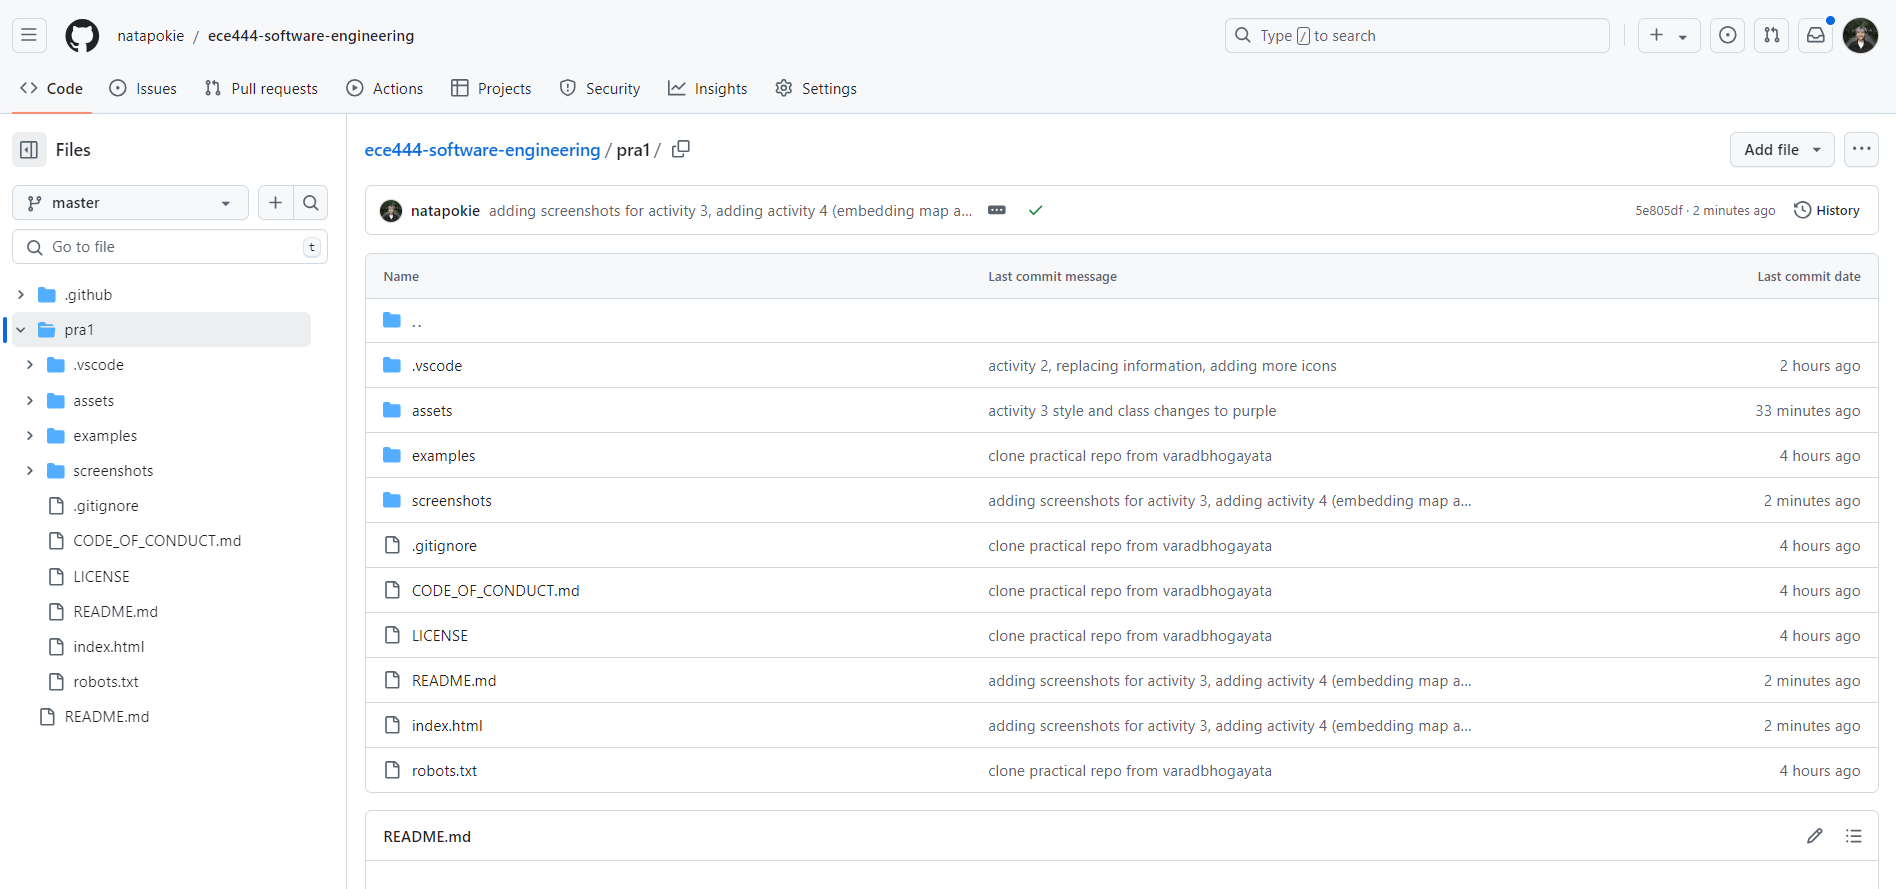 natapokie / ece444-software-engineering
Type / to search
Code
Issues
Pull requests
Actions
Projects
Security
Insights
Settings
Files
master
Go to file
t
.github
pra1
.vscode
assets
examples
screenshots
.gitignore
CODE_OF_CONDUCT.md
LICENSE
README.md
index.html
robots.txt
README.md
ece444-software-engineering / pra1 /
Add file
natapokie adding screenshots for activity 3, adding activity 4 (embedding map a...
5e805df · 2 minutes ago
History
Name Last commit message Last commit date
..
.vscode activity 2, replacing information, adding more icons 2 hours ago
assets activity 3 style and class changes to purple 33 minutes ago
examples clone practical repo from varadbhogayata 4 hours ago
screenshots adding screenshots for activity 3, adding activity 4 (embedding map a... 2 minutes ago
.gitignore clone practical repo from varadbhogayata 4 hours ago
CODE_OF_CONDUCT.md clone practical repo from varadbhogayata 4 hours ago
LICENSE clone practical repo from varadbhogayata 4 hours ago
README.md adding screenshots for activity 3, adding activity 4 (embedding map a... 2 minutes ago
index.html adding screenshots for activity 3, adding activity 4 (embedding map a... 2 minutes ago
robots.txt clone practical repo from varadbhogayata 4 hours ago
README.md